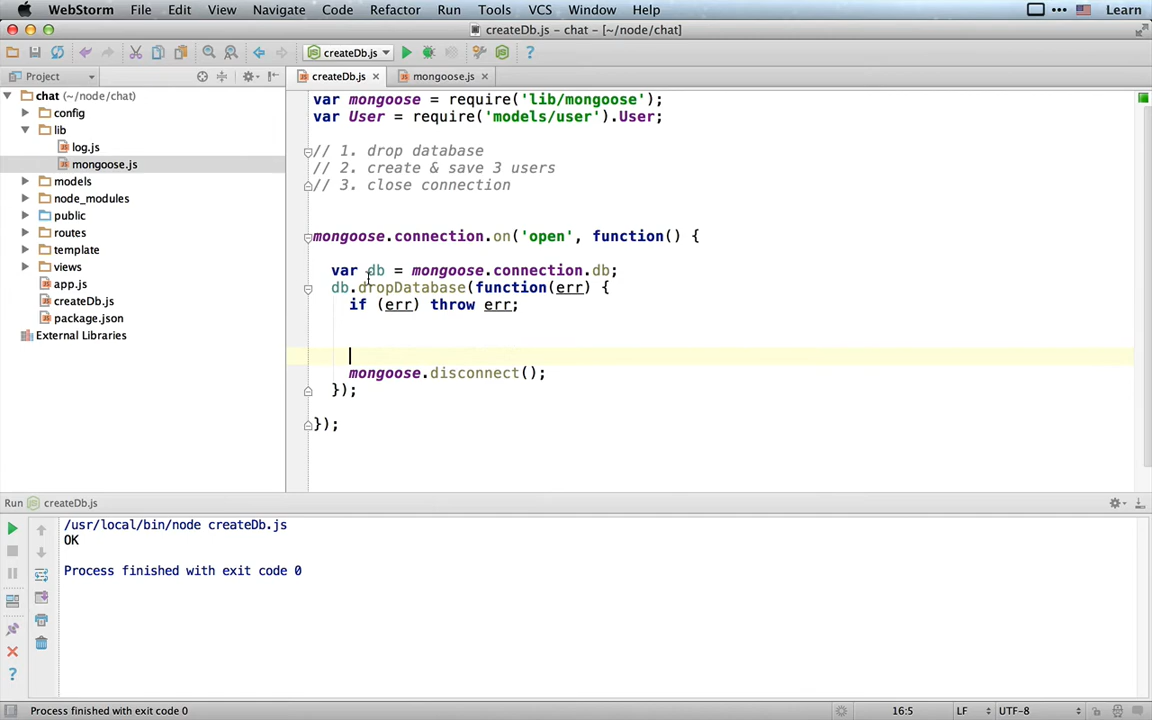 WebStorm File Edit View Navigate Code Refactor Run Tools VCS Window Help Learn
createDb.js – chat – [~/node/chat]
createDb.js
Project createDb.js mongoose.js
chat (~/node/chat)
config
lib
log.js
mongoose.js
models
node_modules
public
routes
template
views
app.js
createDb.js
package.json
External Libraries
var mongoose = require('lib/mongoose');
var User = require('models/user').User;
// 1. drop database
// 2. create & save 3 users
// 3. close connection
mongoose.connection.on('open', function() {
var db = mongoose.connection.db;
db.dropDatabase(function(err) {
if (err) throw err;
mongoose.disconnect();
});
});
Run createDb.js
/usr/local/bin/node createDb.js
OK
Process finished with exit code 0
Process finished with exit code 0 16:5 LF UTF-8